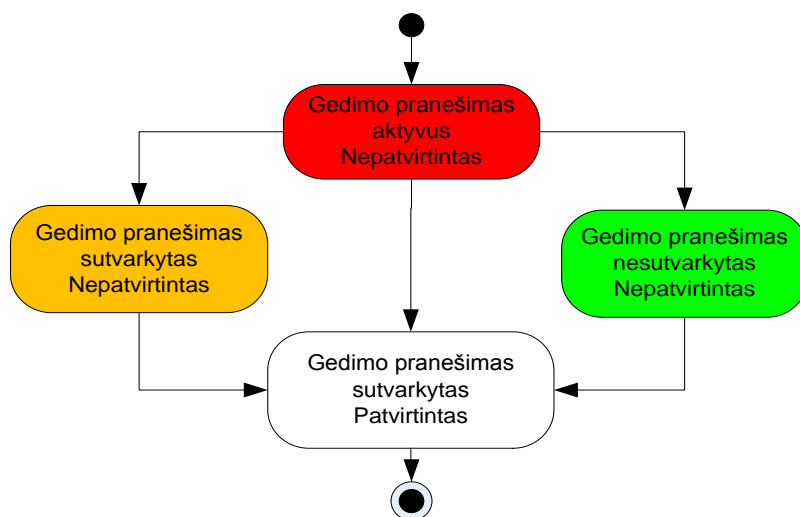 Gedimo pranešimas
aktyvus
Nepatvirtintas
Gedimo pranešimas
sutvarkytas
Nepatvirtintas
Gedimo pranešimas
nesutvarkytas
Nepatvirtintas
Gedimo pranešimas
sutvarkytas
Patvirtintas